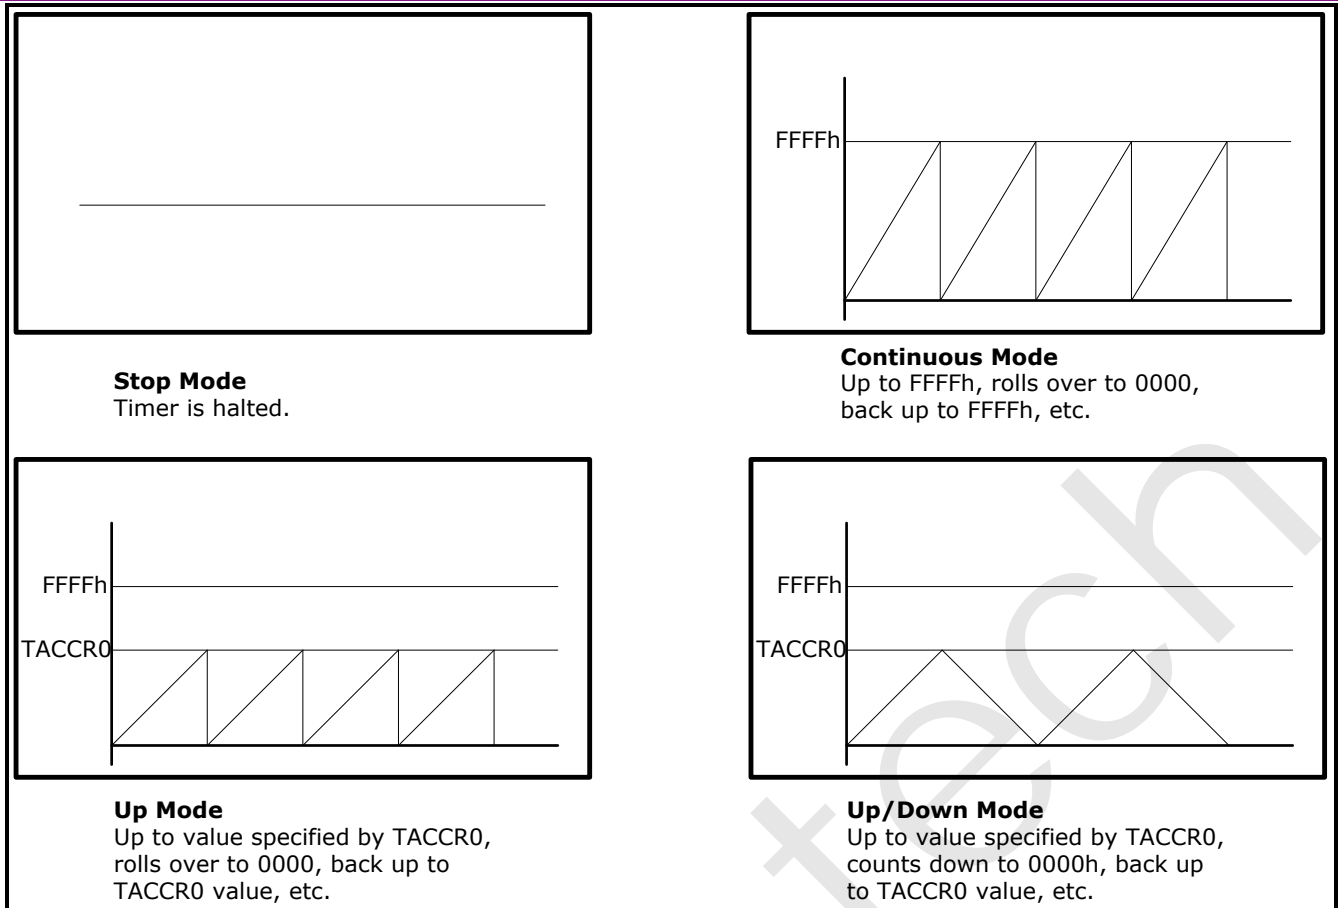 Stop Mode
Timer is halted.
FFFFh
Continuous Mode
Up to FFFFh, rolls over to 0000,
back up to FFFFh, etc.
FFFFh
TACCR0
Up Mode
Up to value specified by TACCR0,
rolls over to 0000, back up to
TACCR0 value, etc.
FFFFh
TACCR0
Up/Down Mode
Up to value specified by TACCR0,
counts down to 0000h, back up
to TACCR0 value, etc.
tech